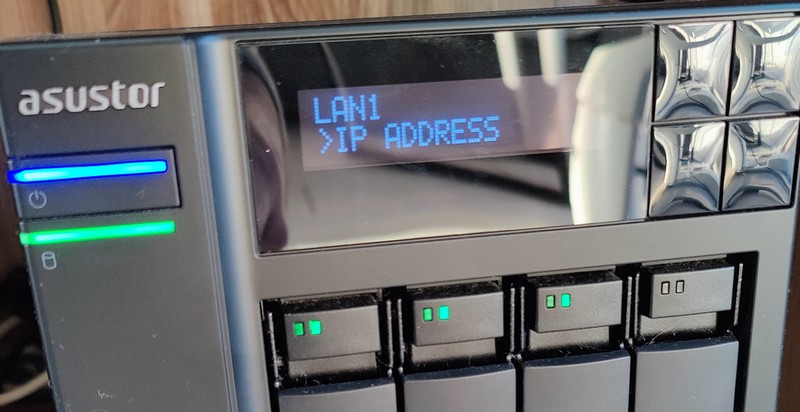 asustor
LAN1
>IP ADDRESS